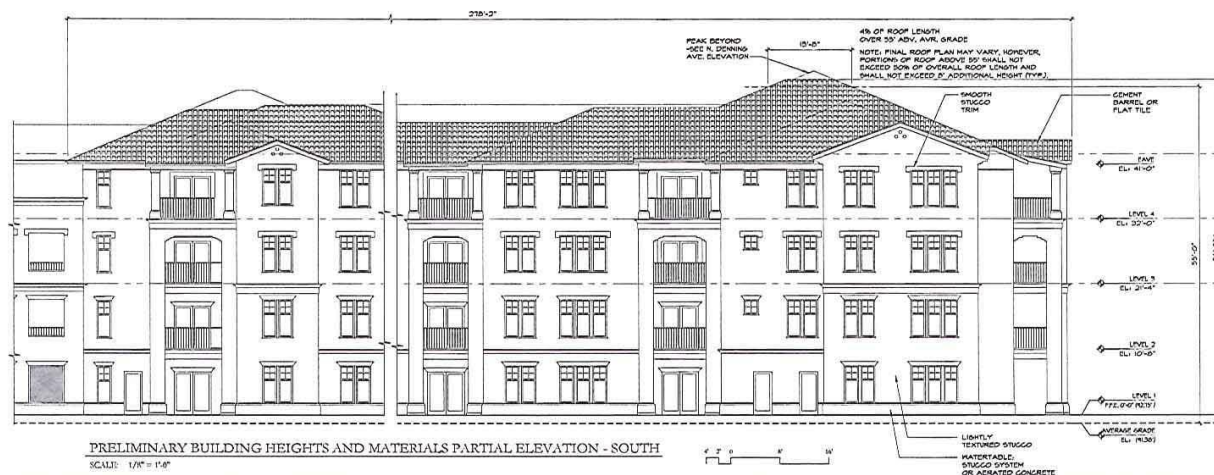 278'-2"
PEAK BEYOND
-SEE N. DENNING
AVE. ELEVATION
4% OF ROOF LENGTH
OVER 55' ABV. AVR. GRADE
NOTE: FINAL ROOF PLAN MAY VARY, HOWEVER,
PORTIONS OF ROOF ABOVE 55' SHALL NOT
EXCEED 50% OF OVERALL ROOF LENGTH AND
SHALL NOT EXCEED 8' ADDITIONAL HEIGHT (TYP.)
SMOOTH
STUCCO
TRIM
CEMENT
BARREL OR
FLAT TILE
EAVE
EL: 41'-0"
LEVEL 4
EL: 32'-0"
55'-0"
LEVEL 3
EL: 21'-4"
LEVEL 2
EL: 10'-8"
LEVEL 1
AVERAGE GRADE
LIGHTLY
TEXTURED STUCCO
WATERTABLE:
STUCCO SYSTEM
OR AERATED CONCRETE
PRELIMINARY BUILDING HEIGHTS AND MATERIALS PARTIAL ELEVATION - SOUTH
SCALE: 1/8" = 1'-0"
4' 2' 0 8' 16'